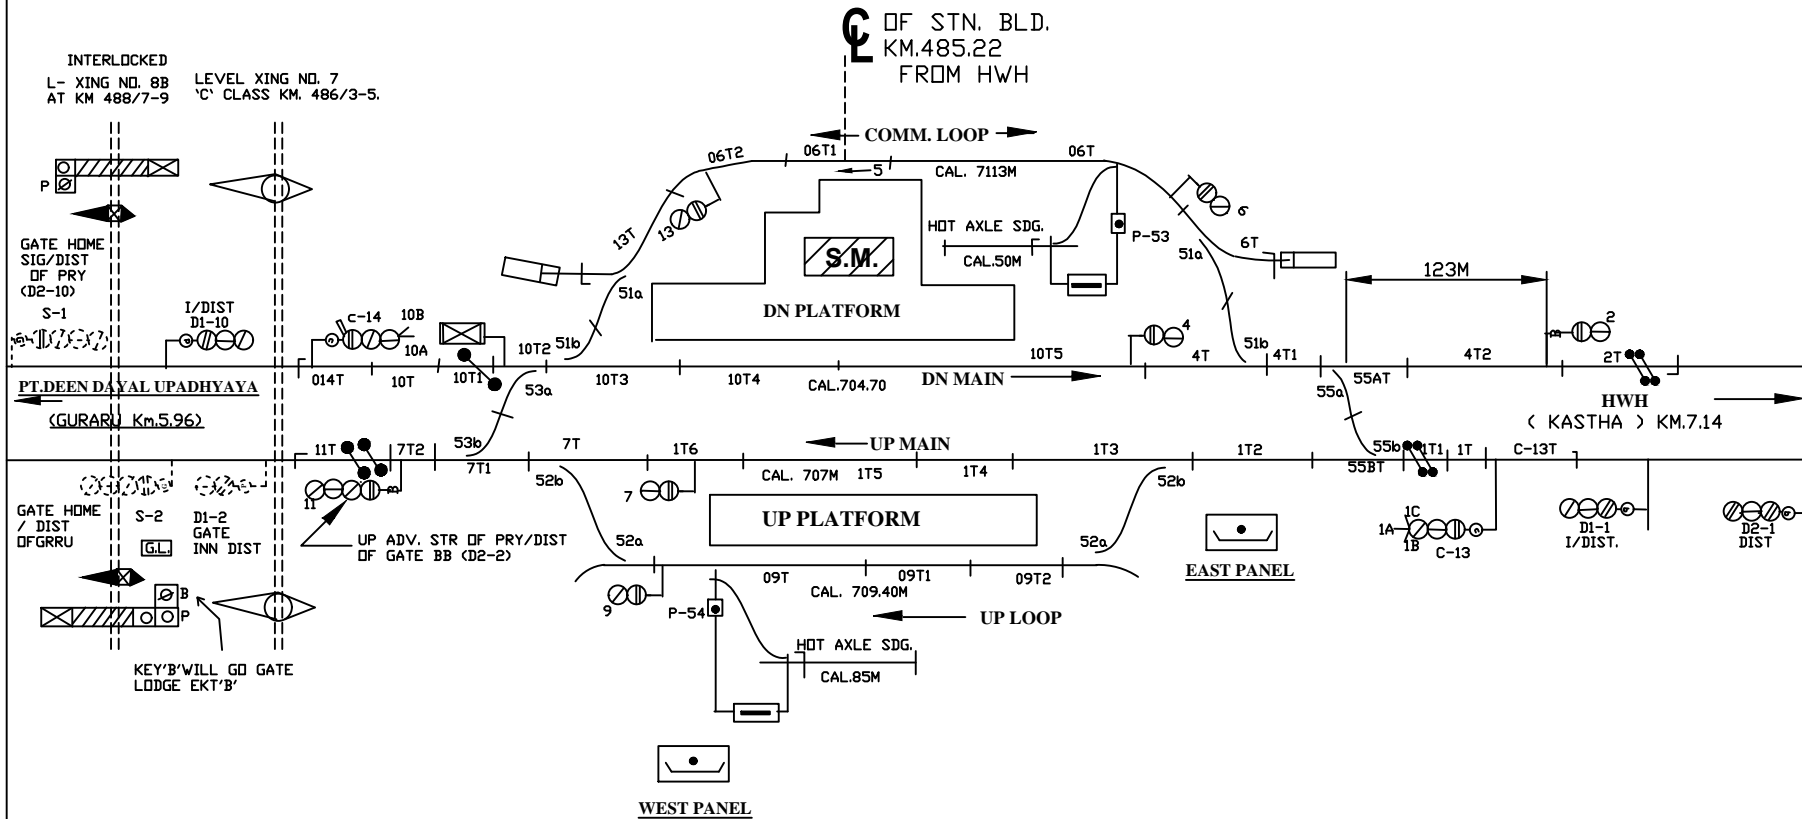 C
L
OF STN. BLD.
KM.485.22
FROM HWH
INTERLOCKED
L- XING NO. 8B
AT KM 488/7-9
LEVEL XING NO. 7
'C' CLASS KM. 486/3-5.
COMM. LOOP
06T2
06T1
06T
5
CAL. 7113M
P
13T
13
6
HOT AXLE SDG.
P-53
51a
6T
CAL.50M
S.M.
123M
GATE HOME
SIG/DIST
OF PRY
(D2-10)
S-1
I/DIST
D1-10
c-14
10B
10A
51a
51b
DN PLATFORM
4
2
B
014T
10T
10T1
10T2
53a
10T3
10T4
CAL.704.70
DN MAIN
10T5
4T
51b
4T1
55AT
55a
4T2
2T
PT.DEEN DAYAL UPADHYAYA
(GURARU Km.5.96)
HWH
( KASTHA ) KM.7.14
11T
7T2
53b
7T1
7T
1T6
UP MAIN
CAL. 707M
1T5
1T4
1T3
1T2
55BT
55b
1T1
1T
C-13T
GATE HOME
/ DIST
OFGRRU
S-2
G.L.
D1-2
GATE
INN DIST
11
B
52b
7
UP PLATFORM
52b
52a
52a
UP ADV. STR OF PRY/DIST
OF GATE BB (D2-2)
1C
1A
1B
C-13
D1-1
I/DIST.
D2-1
DIST
EAST PANEL
09T
09T1
09T2
CAL. 709.40M
9
P-54
UP LOOP
B
P
HOT AXLE SDG.
CAL.85M
KEY'B'WILL GO GATE
LODGE EKT'B'
WEST PANEL